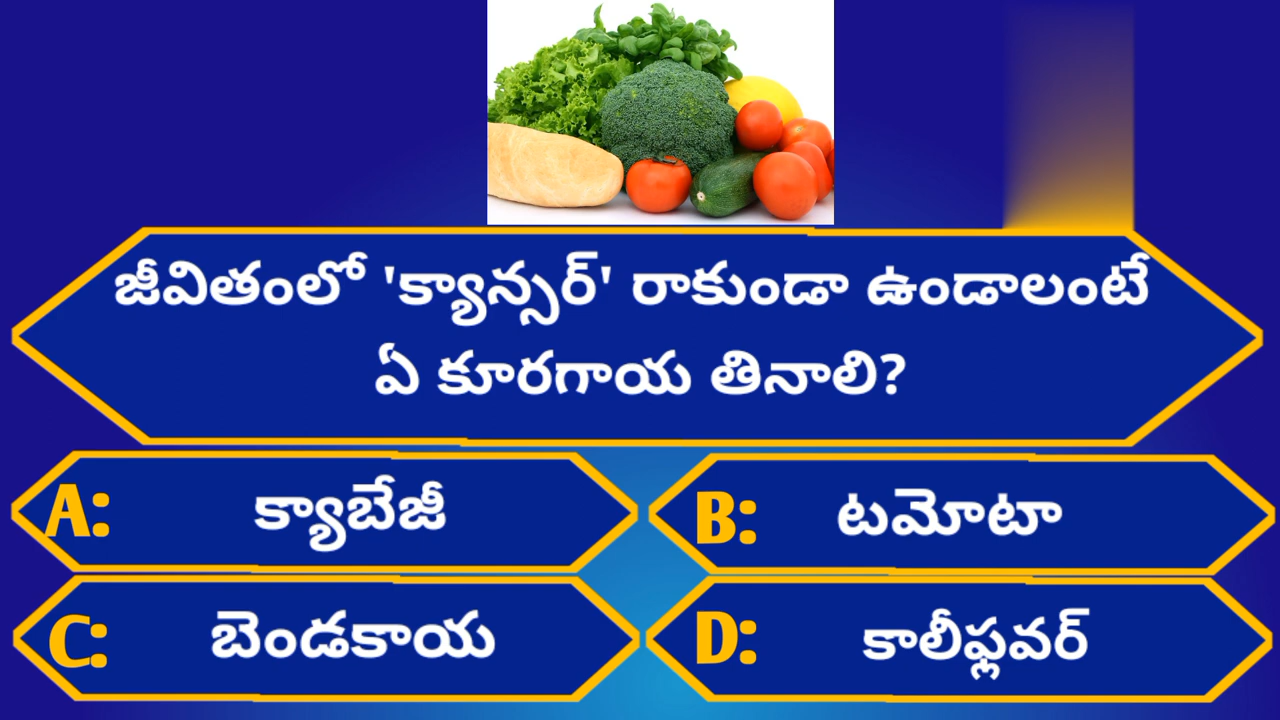 జీవితంలో 'క్యాన్సర్' రాకుండా ఉండాలంటే
ఏ కూరగాయ తినాలి?
A: క్యాబేజీ
B: టమోటా
C: బెండకాయ
D: కాలీఫ్లవర్